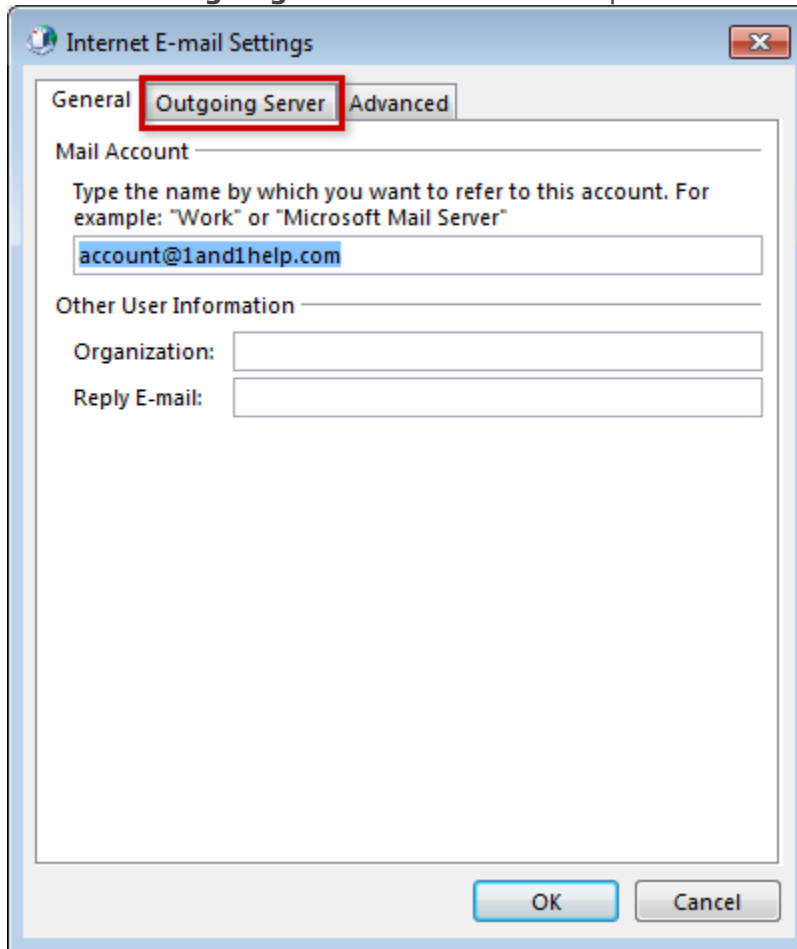 Internet E-mail Settings
General Outgoing Server Advanced
Mail Account
Type the name by which you want to refer to this account. For
example: "Work" or "Microsoft Mail Server"
account@1and1help.com
Other User Information
Organization:
Reply E-mail:
OK Cancel